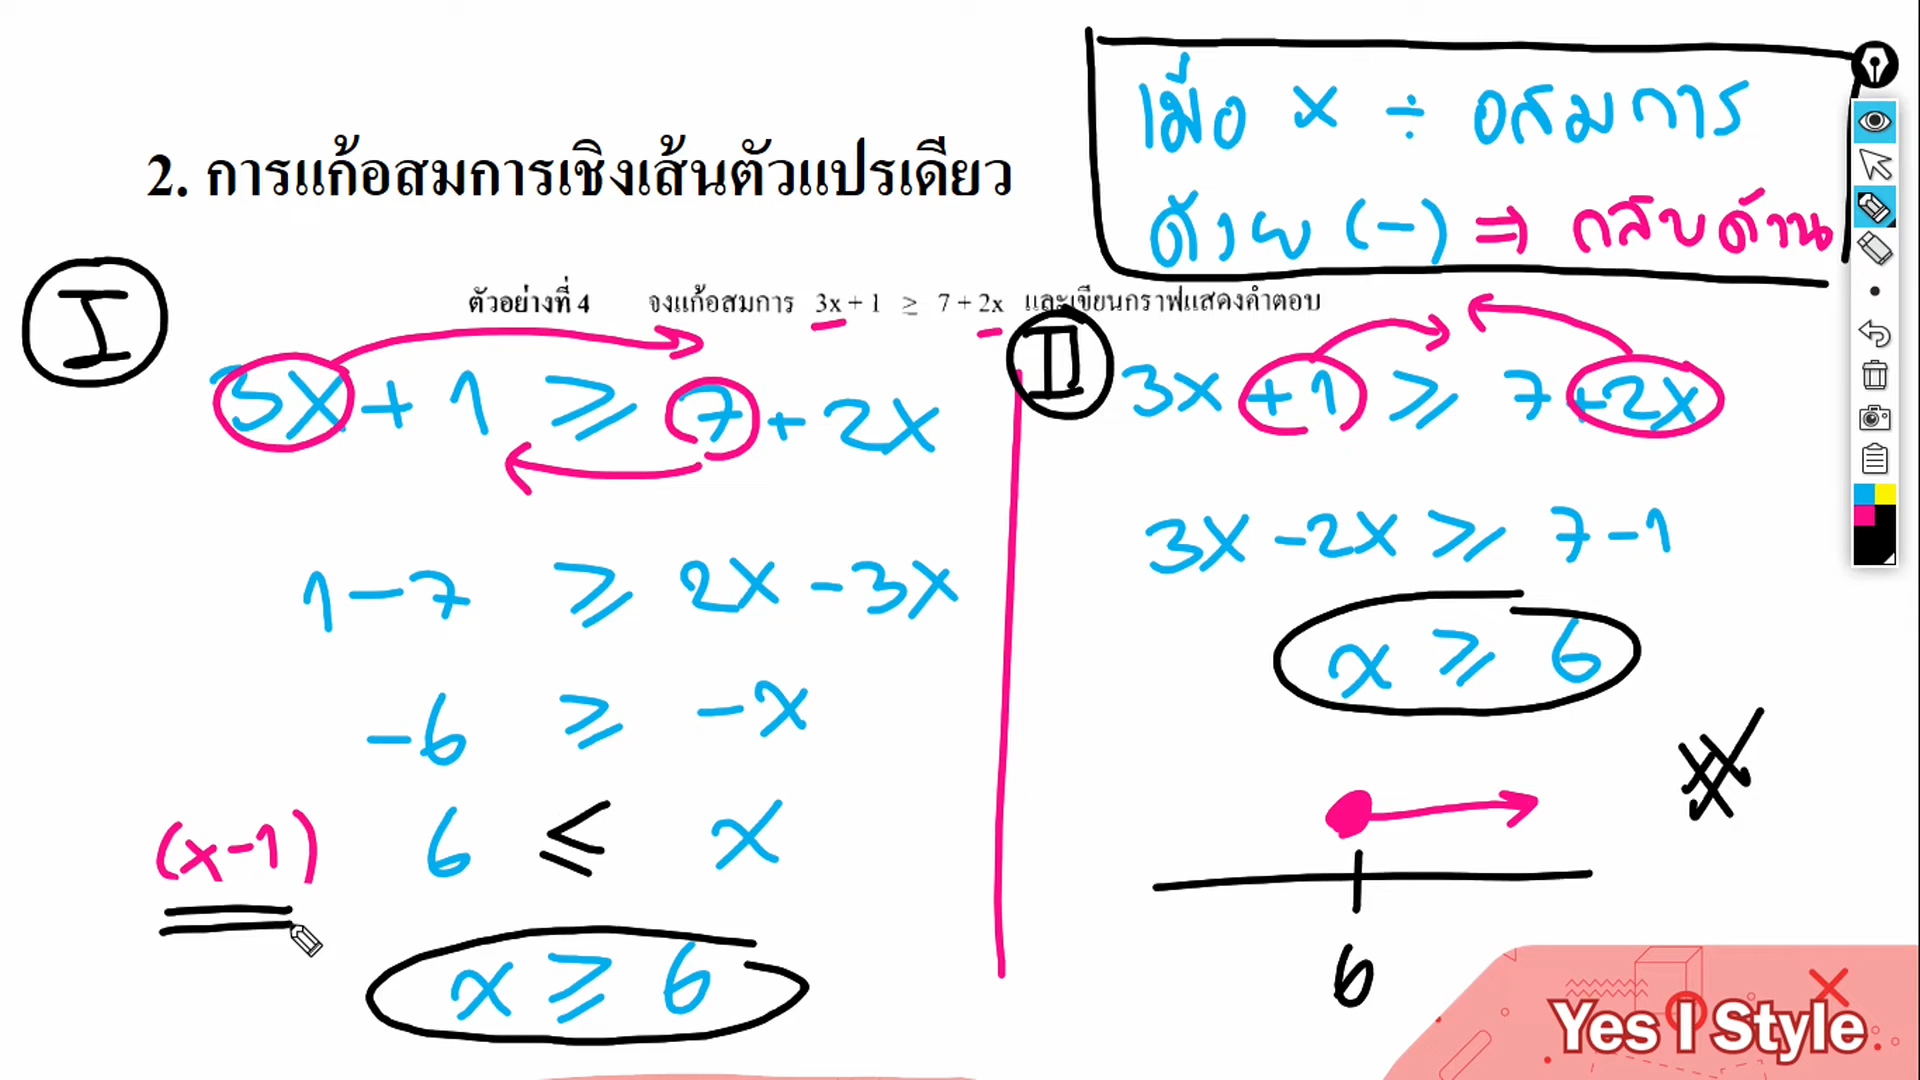 เมื่อ × ÷ อสมการ
ด้วย (-) ⇒ กลับด้าน
2. การแก้อสมการเชิงเส้นตัวแปรเดียว
ตัวอย่างที่ 4 จงแก้อสมการ 3x + 1 ≥ 7 + 2x และเขียนกราฟแสดงคำตอบ
I
3x + 1 ≥ 7 + 2x
1 - 7 ≥ 2x - 3x
-6 ≥ -x
(x-1) 6 ≤ x
x ≥ 6
II
3x +1 ≥ 7 +2x
3x - 2x ≥ 7 - 1
x ≥ 6
6
Yes I Style